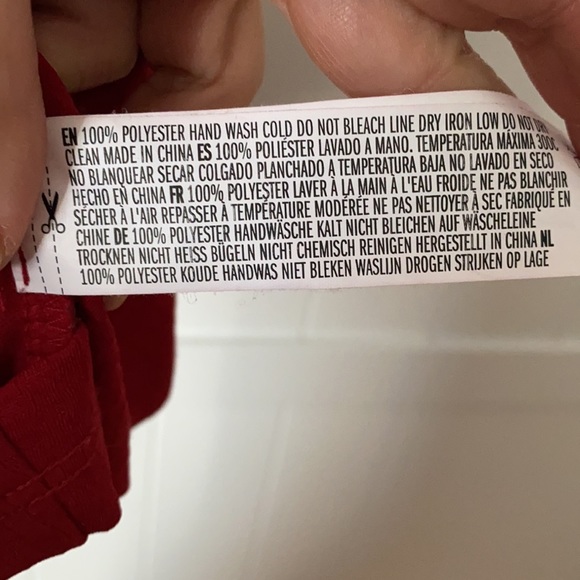 EN 100% POLYESTER HAND WASH COLD DO NOT BLEACH LINE DRY IRON LOW DO NOT DRY
CLEAN MADE IN CHINA ES 100% POLIÉSTER LAVADO A MANO. TEMPERATURA MÁXIMA 30ºC
NO BLANQUEAR SECAR COLGADO PLANCHADO A TEMPERATURA BAJA NO LAVADO EN SECO
HECHO EN CHINA FR 100% POLYESTER LAVER À LA MAIN À L'EAU FROIDE NE PAS BLANCHIR
SÉCHER À L'AIR REPASSER À TEMPÉRATURE MODÉRÉE NE PAS NETTOYER À SEC FABRIQUÉ EN
CHINE DE 100% POLYESTER HANDWÄSCHE KALT NICHT BLEICHEN AUF WÄSCHELEINE
TROCKNEN NICHT HEISS BÜGELN NICHT CHEMISCH REINIGEN HERGESTELLT IN CHINA NL
100% POLYESTER KOUDE HANDWAS NIET BLEKEN WASLIJN DROGEN STRIJKEN OP LAGE